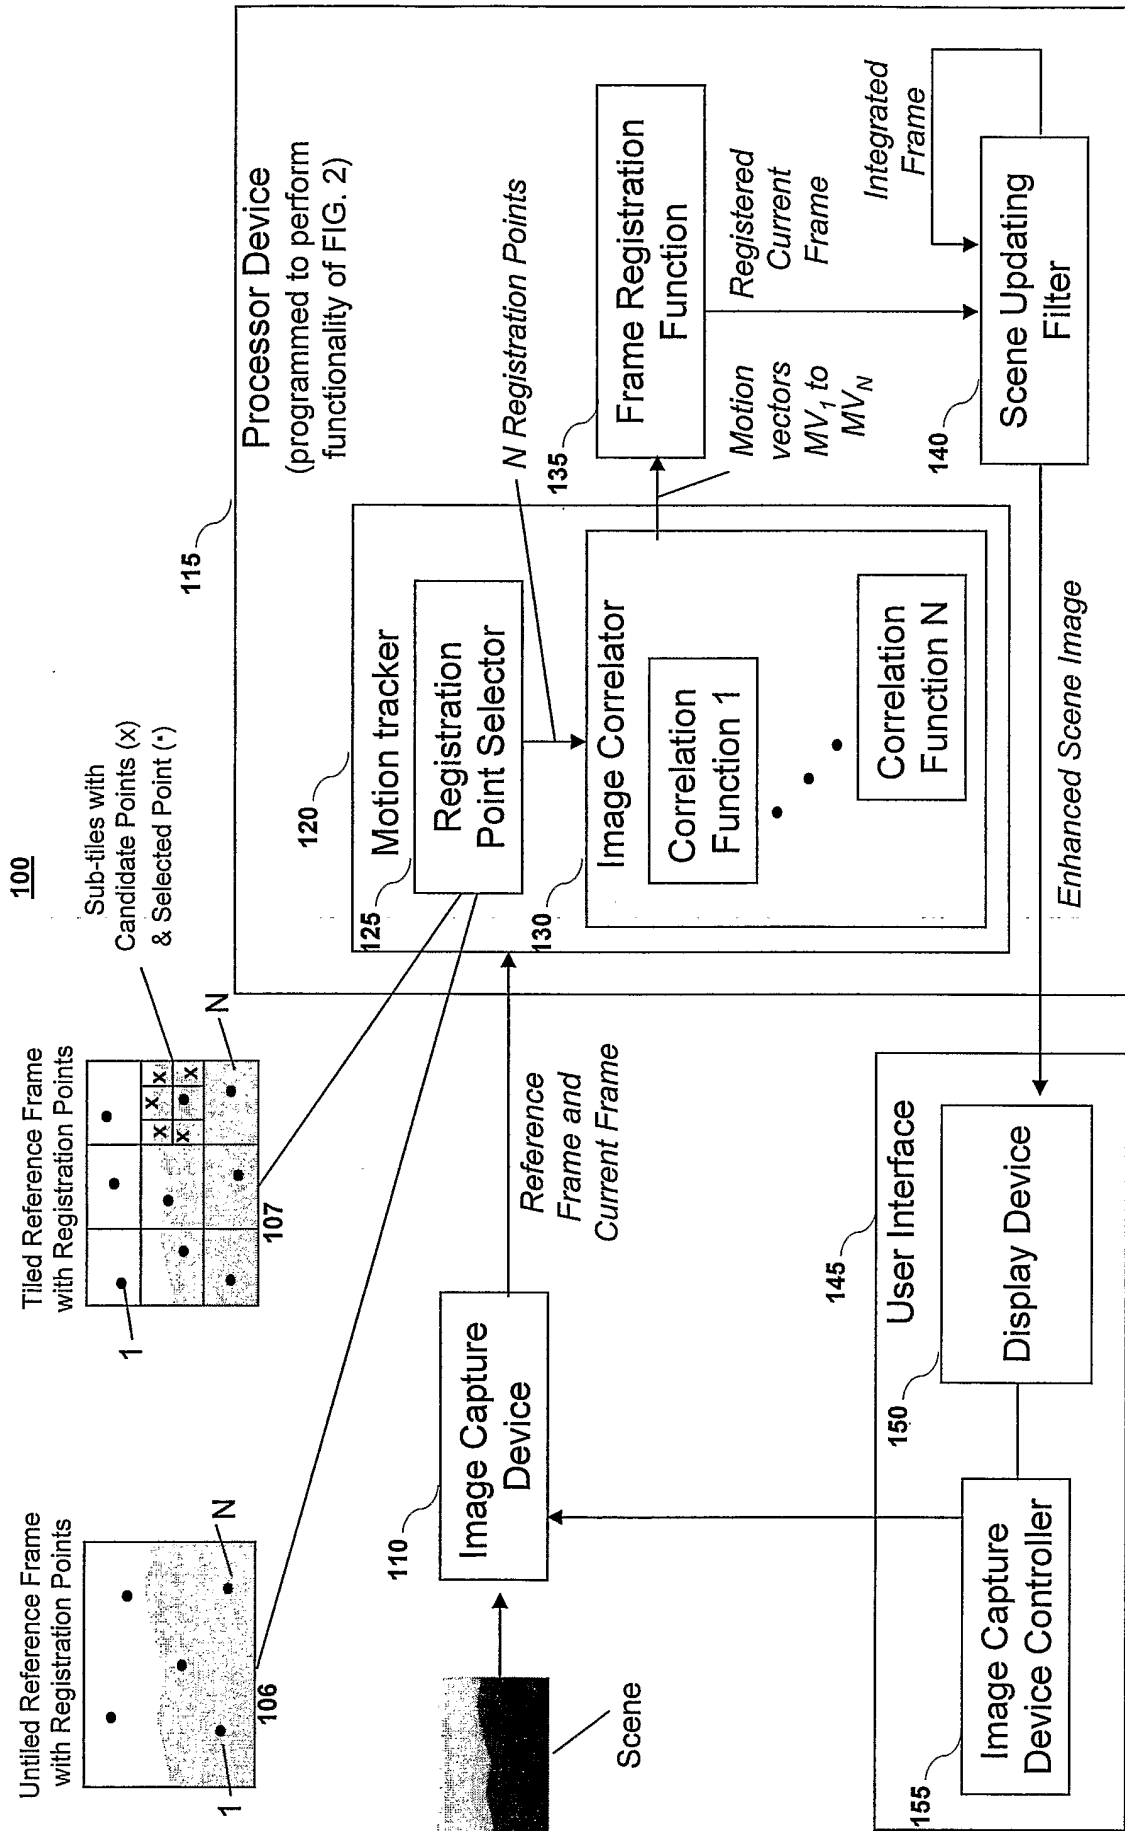 100
Untiled Reference Frame
with Registration Points
1
N
106
Tiled Reference Frame
with Registration Points
1
N
107
Sub-tiles with
Candidate Points (x)
& Selected Point (•)
x
x
x
x
x
115
Processor Device
(programmed to perform
functionality of FIG. 2)
Scene
110
Image Capture
Device
Reference
Frame and
Current Frame
120
Motion tracker
125
Registration
Point Selector
N Registration Points
130
Image Correlator
Correlation
Function 1
Correlation
Function N
135
Frame Registration
Function
Motion
vectors
MV1 to
MVN
Registered
Current
Frame
Integrated
Frame
140
Scene Updating
Filter
Enhanced Scene Image
145
User Interface
150
Display Device
155
Image Capture
Device Controller